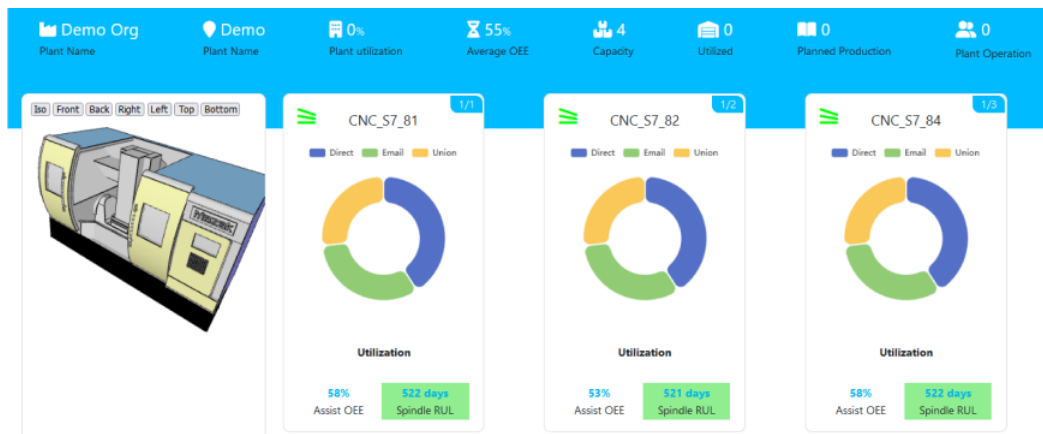 Demo Org
Plant Name
Demo
Plant Name
0%
Plant utilization
55%
Average OEE
4
Capacity
0
Utilized
0
Planned Production
0
Plant Operation
Iso Front Back Right Left Top Bottom
Mazak
1/1
CNC_S7_81
Direct Email Union
Utilization
58%
Assist OEE
522 days
Spindle RUL
1/2
CNC_S7_82
Direct Email Union
Utilization
53%
Assist OEE
521 days
Spindle RUL
1/3
CNC_S7_84
Direct Email Union
Utilization
58%
Assist OEE
522 days
Spindle RUL